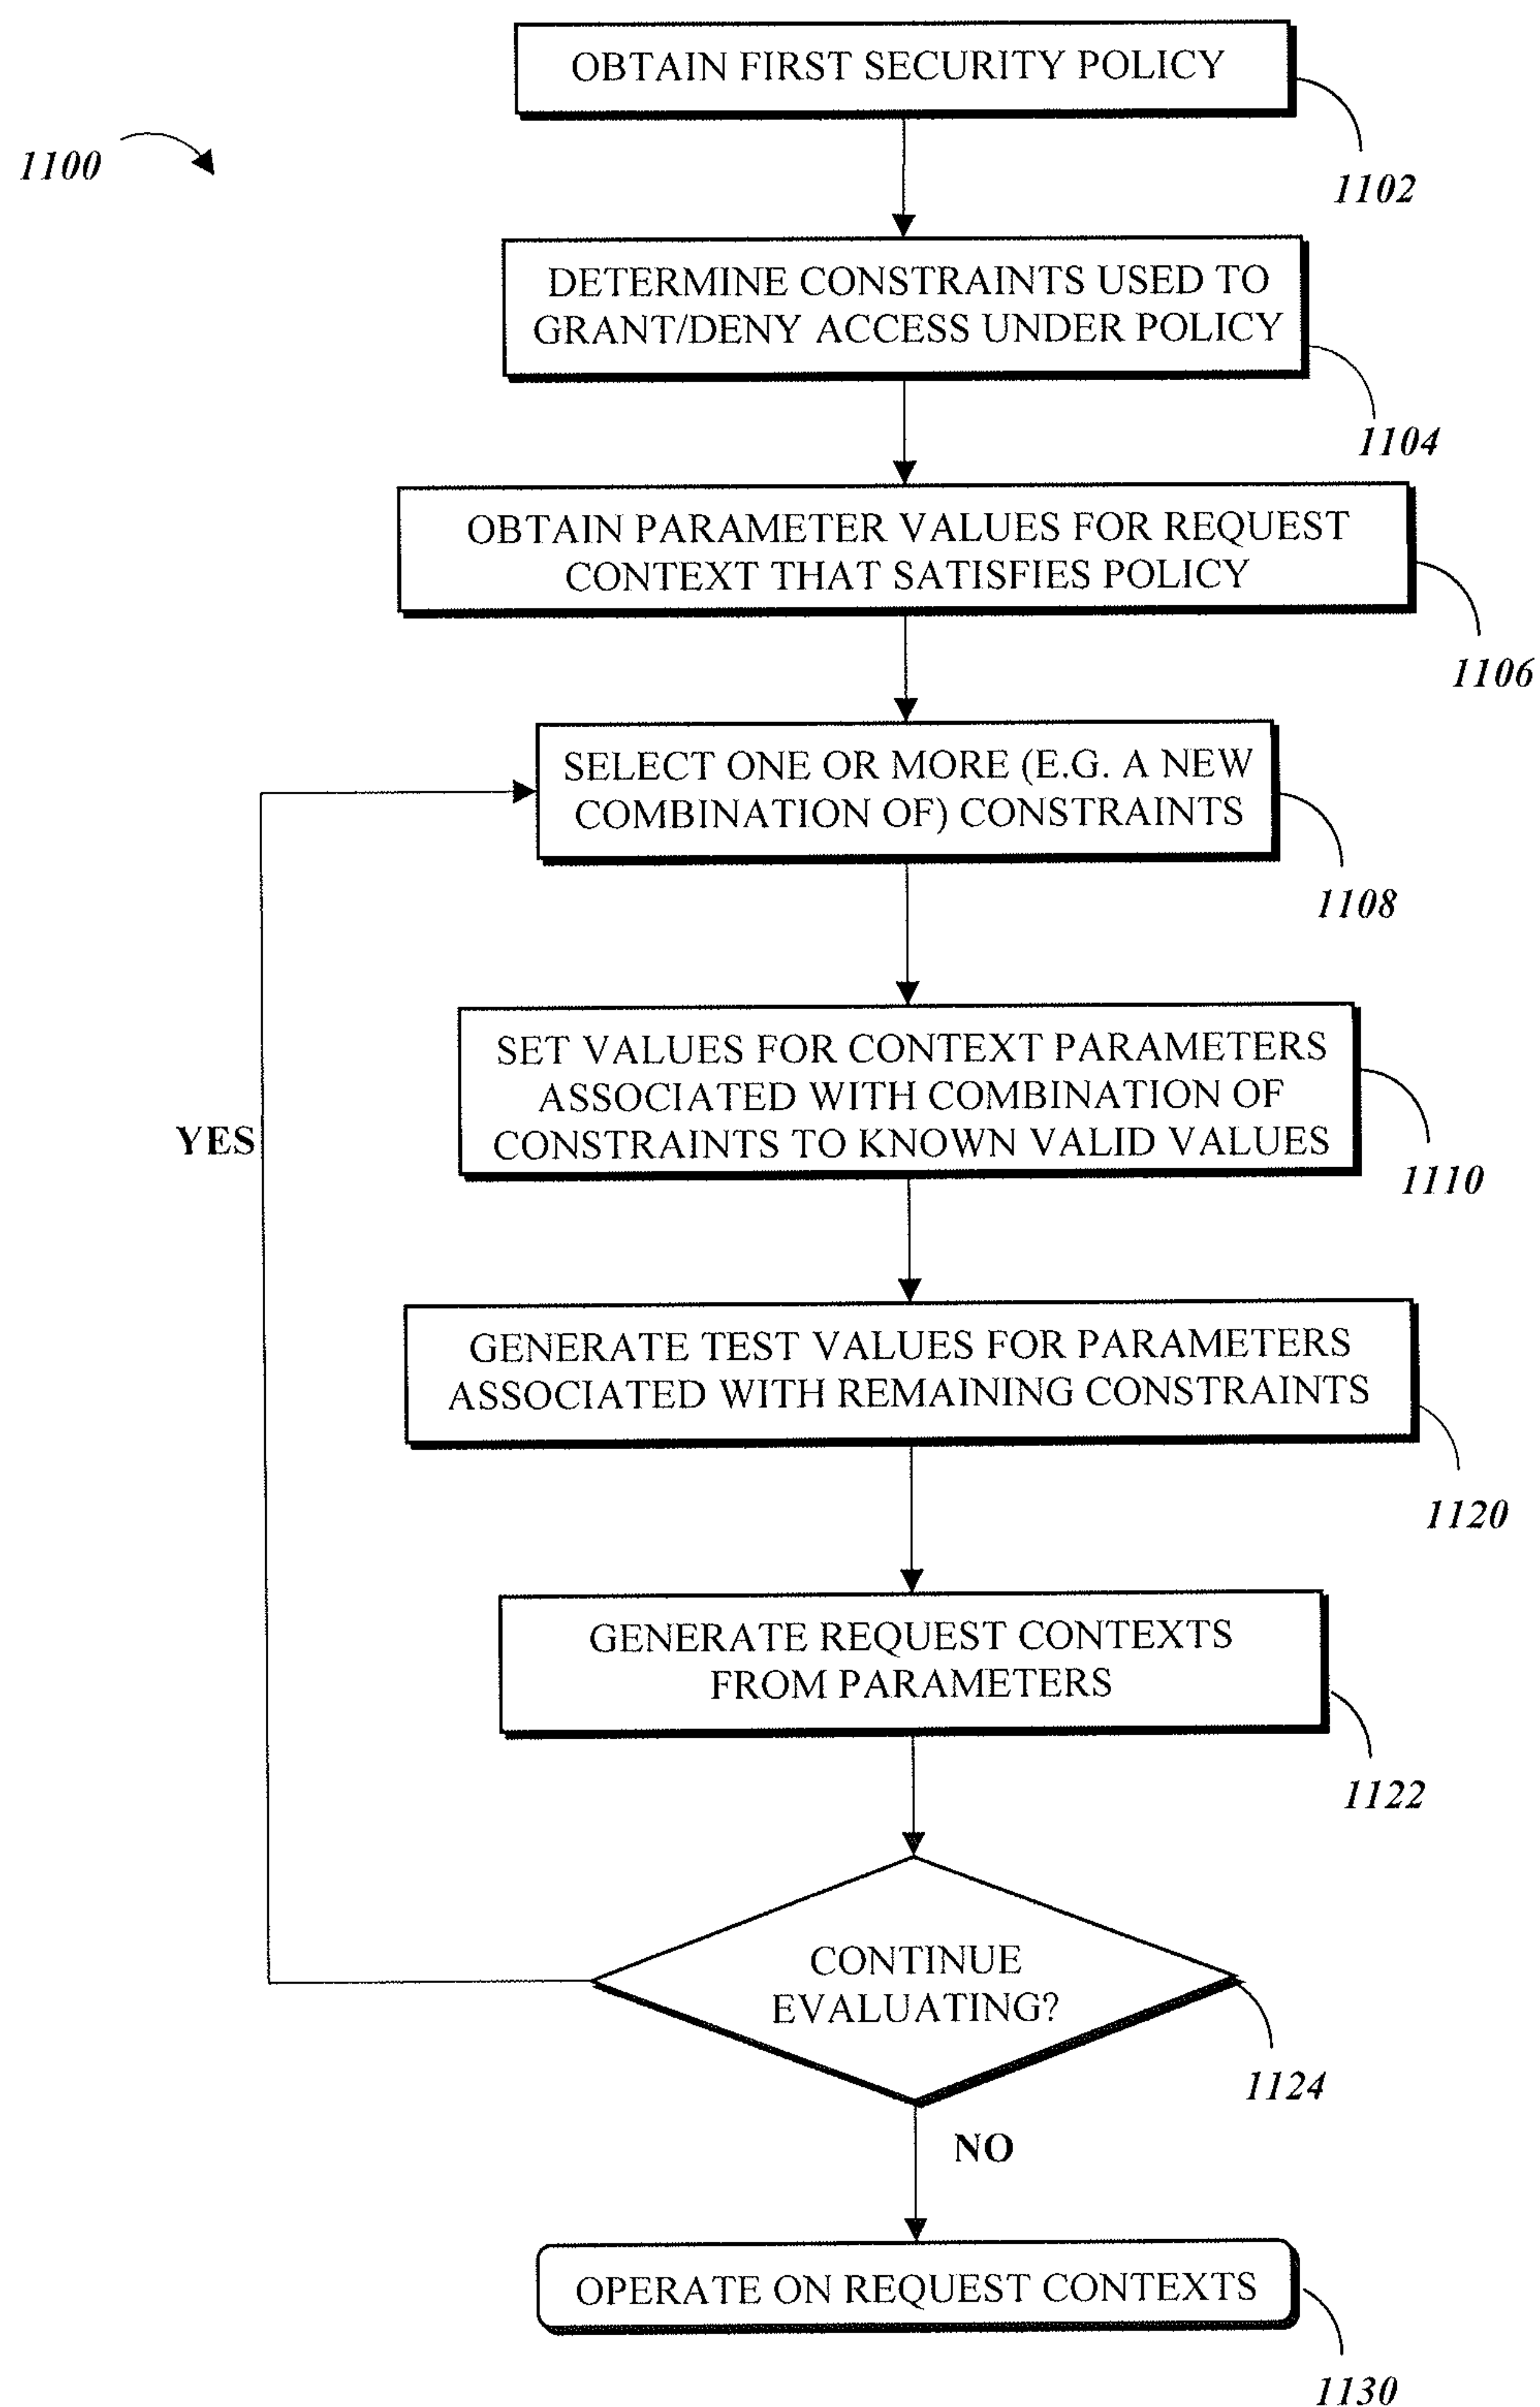 OBTAIN FIRST SECURITY POLICY
1100
1102
DETERMINE CONSTRAINTS USED TO
GRANT/DENY ACCESS UNDER POLICY
1104
OBTAIN PARAMETER VALUES FOR REQUEST
CONTEXT THAT SATISFIES POLICY
1106
SELECT ONE OR MORE (E.G. A NEW
COMBINATION OF) CONSTRAINTS
1108
SET VALUES FOR CONTEXT PARAMETERS
ASSOCIATED WITH COMBINATION OF
CONSTRAINTS TO KNOWN VALID VALUES
YES
1110
GENERATE TEST VALUES FOR PARAMETERS
ASSOCIATED WITH REMAINING CONSTRAINTS
1120
GENERATE REQUEST CONTEXTS
FROM PARAMETERS
1122
CONTINUE
EVALUATING?
1124
NO
OPERATE ON REQUEST CONTEXTS
1130